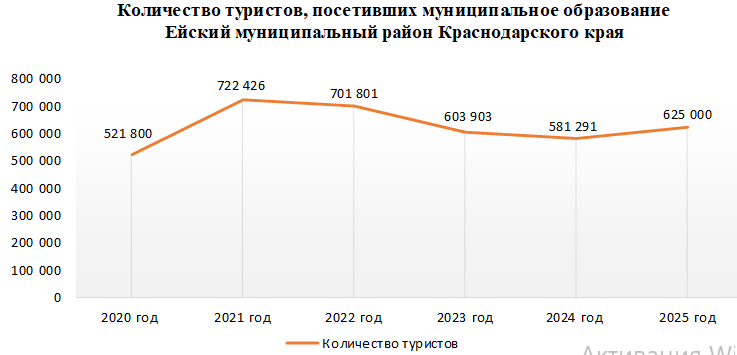 Количество туристов, посетивших муниципальное образование
Ейский муниципальный район Краснодарского края
800 000
700 000
600 000
500 000
400 000
300 000
200 000
100 000
0
521 800
722 426
701 801
603 903
581 291
625 000
2020 год
2021 год
2022 год
2023 год
2024 год
2025 год
Количество туристов
Активация Wi